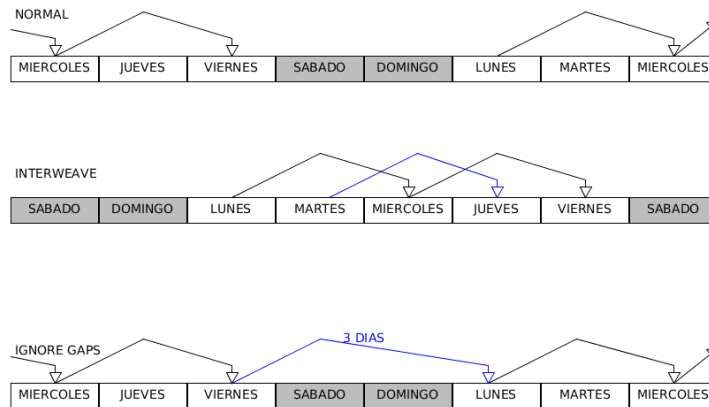 NORMAL
MIERCOLES JUEVES VIERNES SABADO DOMINGO LUNES MARTES MIERCOLES
INTERWEAVE
SABADO DOMINGO LUNES MARTES MIERCOLES JUEVES VIERNES SABADO
3 DIAS
IGNORE GAPS
MIERCOLES JUEVES VIERNES SABADO DOMINGO LUNES MARTES MIERCOLES